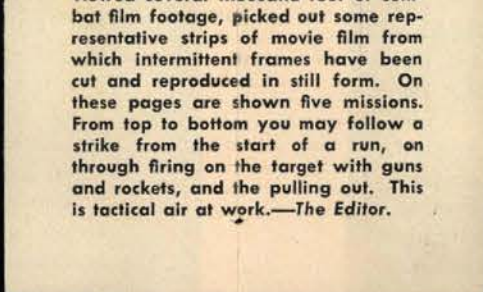 bat film footage, picked out some rep-
resentative strips of movie film from
which intermittent frames have been
cut and reproduced in still form. On
these pages are shown five missions.
From top to bottom you may follow a
strike from the start of a run, on
through firing on the target with guns
and rockets, and the pulling out. This
is tactical air at work.—The Editor.